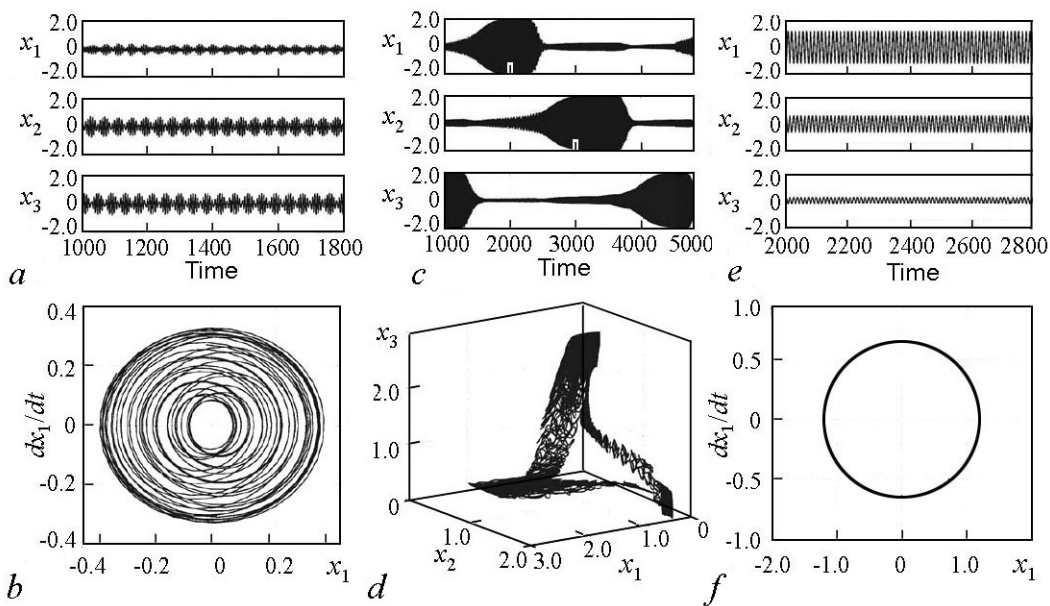 2.0 2.0 2.0
x1 0 x1 0 x1 0
-2.0 -2.0 -2.0
2.0 2.0 2.0
x2 0 x2 0 x2 0
-2.0 -2.0 -2.0
2.0 2.0 2.0
x3 0 x3 0 x3 0
-2.0 -2.0 -2.0
1000 1200 1400 1600 1800 1000 2000 3000 4000 5000 2000 2200 2400 2600 2800
a Time c Time e Time
0.4 1.0
x3
0.2 2.0 0.5
dx1/dt 0 1.0 dx1/dt 0
-0.2 0 -0.5
-0.4 1.0 2.0 3.0 2.0 1.0 0 -1.0
-0.4 -0.2 0 0.2 x1 x2 x1 -2.0 -1.0 0 1.0 x1
b d f